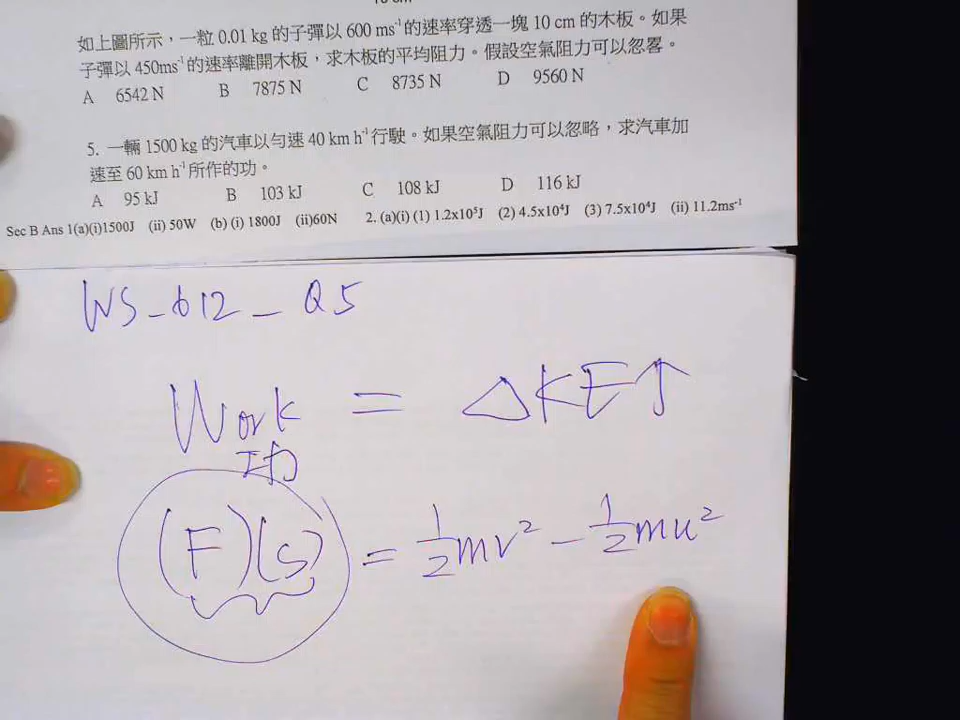 10 cm
如上圖所示，一粒 0.01 kg 的子彈以 600 ms⁻¹的速率穿透一塊 10 cm 的木板。如果
子彈以 450ms⁻¹的速率離開木板，求木板的平均阻力。假設空氣阻力可以忽畧。
A 6542 N B 7875 N C 8735 N D 9560 N
5. 一輛 1500 kg 的汽車以勻速 40 km h⁻¹行駛。如果空氣阻力可以忽略，求汽車加
速至 60 km h⁻¹所作的功。
A 95 kJ B 103 kJ C 108 kJ D 116 kJ
Sec B Ans 1(a)(i)1500J (ii) 50W (b) (i) 1800J (ii)60N 2. (a)(i) (1) 1.2x10⁵J (2) 4.5x10⁴J (3) 7.5x10⁴J (ii) 11.2ms⁻¹
WS_612_Q5
Work = ΔKE↑
功
(F)(s) = ½mv² − ½mu²